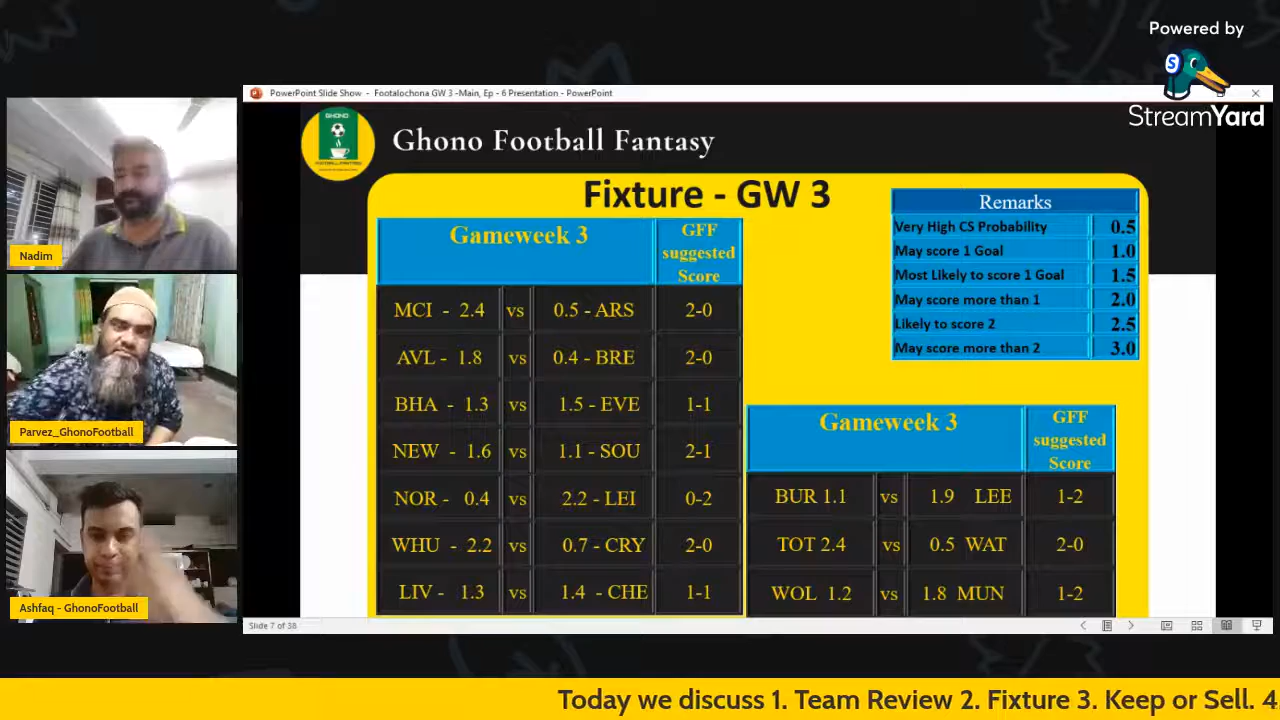 Powered by
StreamYard
PowerPoint Slide Show - Footalochona GW 3 -Main, Ep - 6 Presentation - PowerPoint
GHONO
Ghono Football Fantasy
Fixture - GW 3
Gameweek 3
GFF suggested Score
MCI - 2.4 vs 0.5 - ARS 2-0
AVL - 1.8 vs 0.4 - BRE 2-0
BHA - 1.3 vs 1.5 - EVE 1-1
NEW - 1.6 vs 1.1 - SOU 2-1
NOR - 0.4 vs 2.2 - LEI 0-2
WHU - 2.2 vs 0.7 - CRY 2-0
LIV - 1.3 vs 1.4 - CHE 1-1
Remarks
Very High CS Probability 0.5
May score 1 Goal 1.0
Most Likely to score 1 Goal 1.5
May score more than 1 2.0
Likely to score 2 2.5
May score more than 2 3.0
Gameweek 3
GFF suggested Score
BUR 1.1 vs 1.9 LEE 1-2
TOT 2.4 vs 0.5 WAT 2-0
WOL 1.2 vs 1.8 MUN 1-2
Slide 7 of 38
Nadim
Parvez_GhonoFootball
Ashfaq - GhonoFootball
Today we discuss 1. Team Review 2. Fixture 3. Keep or Sell. 4